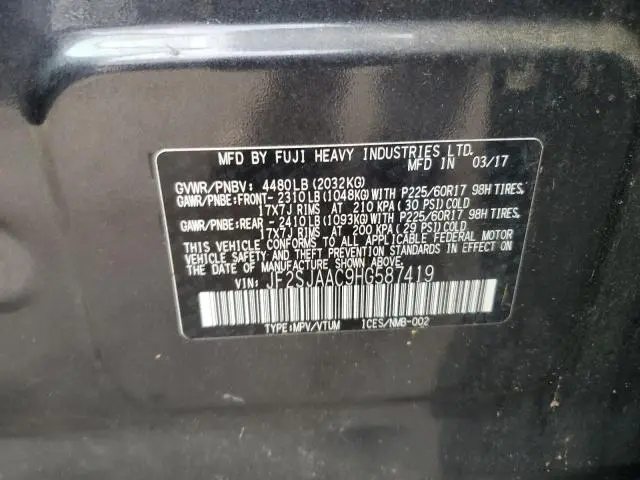 MFD BY FUJI HEAVY INDUSTRIES LTD.
MFD IN 03/17
GVWR/PNBV: 4480LB (2032KG)
GAWR/PNBE:FRONT-2310LB(1048KG)WITH P225/60R17 98H TIRES,
17X7J RIMS AT 210 KPA (30 PSI)COLD
GAWR/PNBE:REAR -2410LB(1093KG)WITH P225/60R17 98H TIRES,
17X7J RIMS AT 200 KPA (29 PSI)COLD
THIS VEHICLE CONFORMS TO ALL APPLICABLE FEDERAL MOTOR
VEHICLE SAFETY AND THEFT PREVENTION STANDARDS IN EFFECT
ON THE DATE OF MANUFACTURE SHOWN ABOVE.
VIN: JF2SJAAC9HG587419
TYPE:MPV/VTUM ICES/NMB-002